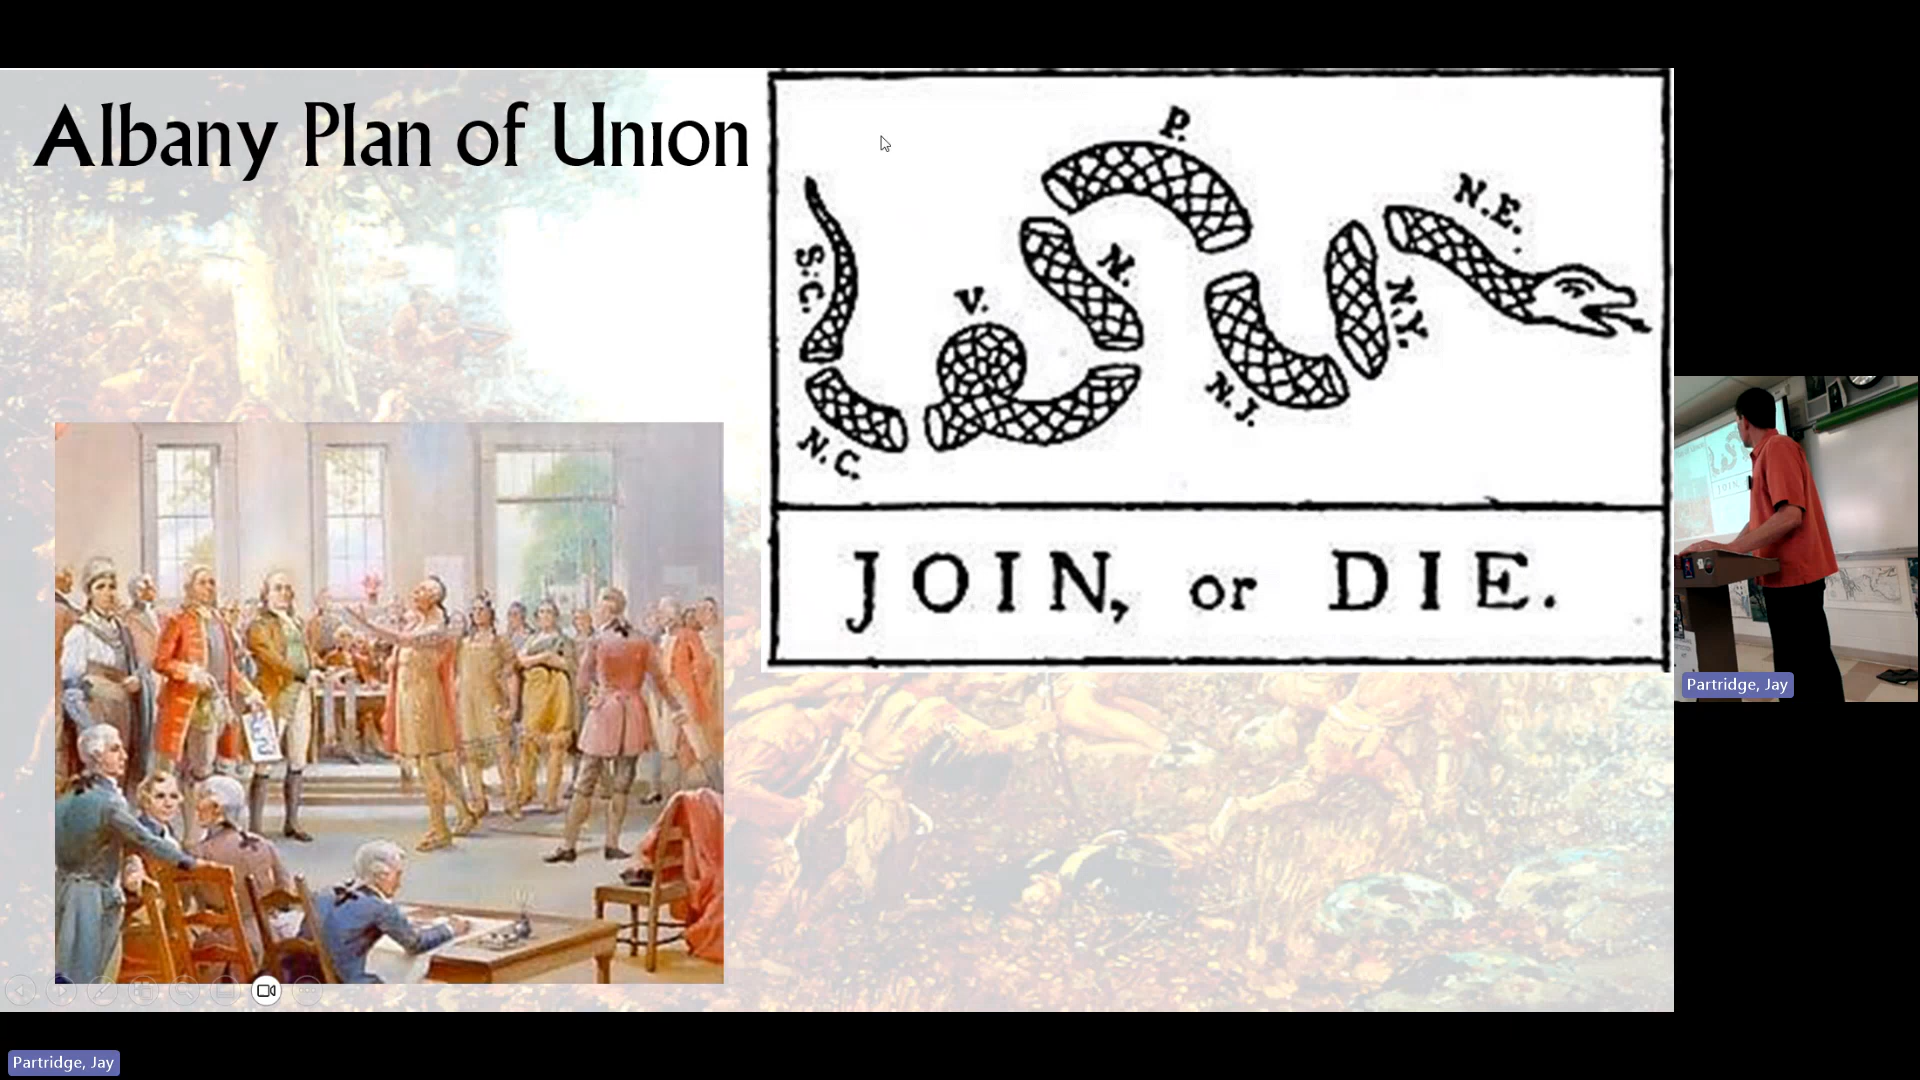 Albany Plan of Union
S. C.
N. C.
V.
N.
P.
N. J.
N. Y.
N. E.
JOIN, or DIE.
Partridge, Jay
Partridge, Jay